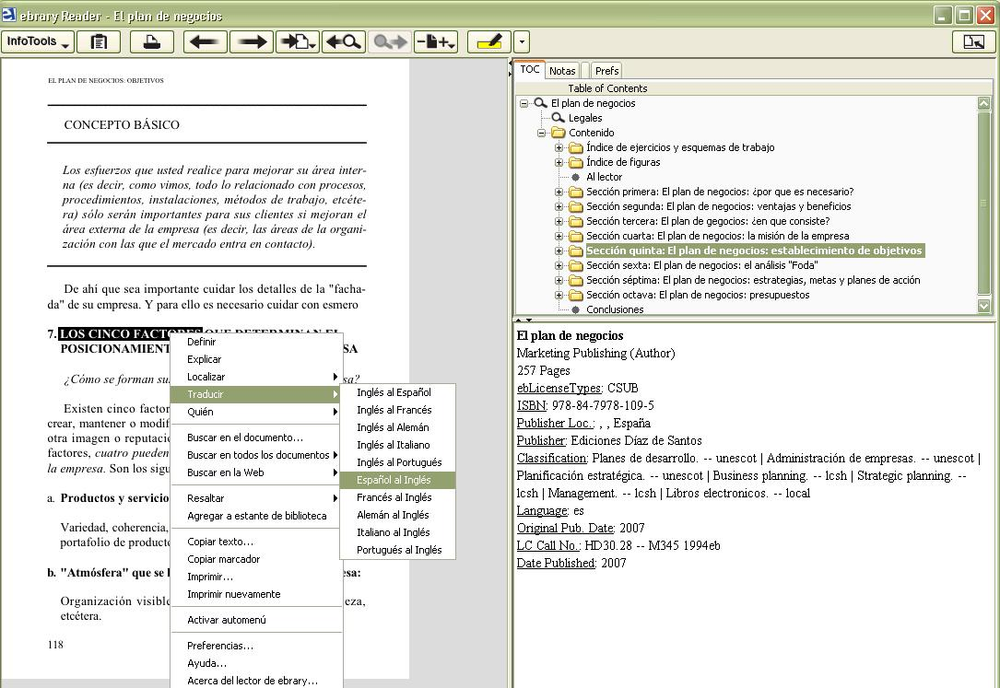 ebrary Reader - El plan de negocios
InfoTools
EL PLAN DE NEGOCIOS: OBJETIVOS
CONCEPTO BÁSICO
Los esfuerzos que usted realice para mejorar su área inter-
na (es decir, como vimos, todo lo relacionado con procesos,
procedimientos, instalaciones, métodos de trabajo, etcéte-
ra) sólo serán importantes para sus clientes si mejoran el
área externa de la empresa (es decir, las áreas de la organi-
zación con las que el mercado entra en contacto).
De ahí que sea importante cuidar los detalles de la "facha-
da" de su empresa. Y para ello es necesario cuidar con esmero
7. LOS CINCO FACTORES QUE DETERMINAN EL
POSICIONAMIENT SA
¿Cómo se forman su sa?
Existen cinco factor
crear, mantener o modif
otra imagen o reputaci
factores, cuatro pueden
la empresa. Son los sigu
a. Productos y servicio
Variedad, coherencia,
portafolio de product
b. "Atmósfera" que se esa:
Organización visible eza,
etcétera.
118
Definir
Explicar
Localizar
Traducir
Quién
Buscar en el documento...
Buscar en todos los documentos
Buscar en la Web
Resaltar
Agregar a estante de biblioteca
Copiar texto...
Copiar marcador
Imprimir...
Imprimir nuevamente
Activar automenú
Preferencias...
Ayuda...
Acerca del lector de ebrary...
Inglés al Español
Inglés al Francés
Inglés al Alemán
Inglés al Italiano
Inglés al Portugués
Español al Inglés
Francés al Inglés
Alemán al Inglés
Italiano al Inglés
Portugués al Inglés
TOC Notas Prefs
Table of Contents
El plan de negocios
Legales
Contenido
Índice de ejercicios y esquemas de trabajo
Índice de figuras
Al lector
Sección primera: El plan de negocios: ¿por que es necesario?
Sección segunda: El plan de negocios: ventajas y beneficios
Sección tercera: El plan de gegocios: ¿en que consiste?
Sección cuarta: El plan de negocios: la misión de la empresa
Sección quinta: El plan de negocios: establecimiento de objetivos
Sección sexta: El plan de negocios: el análisis "Foda"
Sección séptima: El plan de negocios: estrategias, metas y planes de acción
Sección octava: El plan de negocios: presupuestos
Conclusiones
El plan de negocios
Marketing Publishing (Author)
257 Pages
ebLicenseTypes: CSUB
ISBN: 978-84-7978-109-5
Publisher Loc.: , , España
Publisher: Ediciones Díaz de Santos
Classification: Planes de desarrollo. -- unescot | Administración de empresas. -- unescot |
Planificación estratégica. -- unescot | Business planning. -- lcsh | Strategic planning. --
lcsh | Management. -- lcsh | Libros electronicos. -- local
Language: es
Original Pub. Date: 2007
LC Call No.: HD30.28 -- M345 1994eb
Date Published: 2007